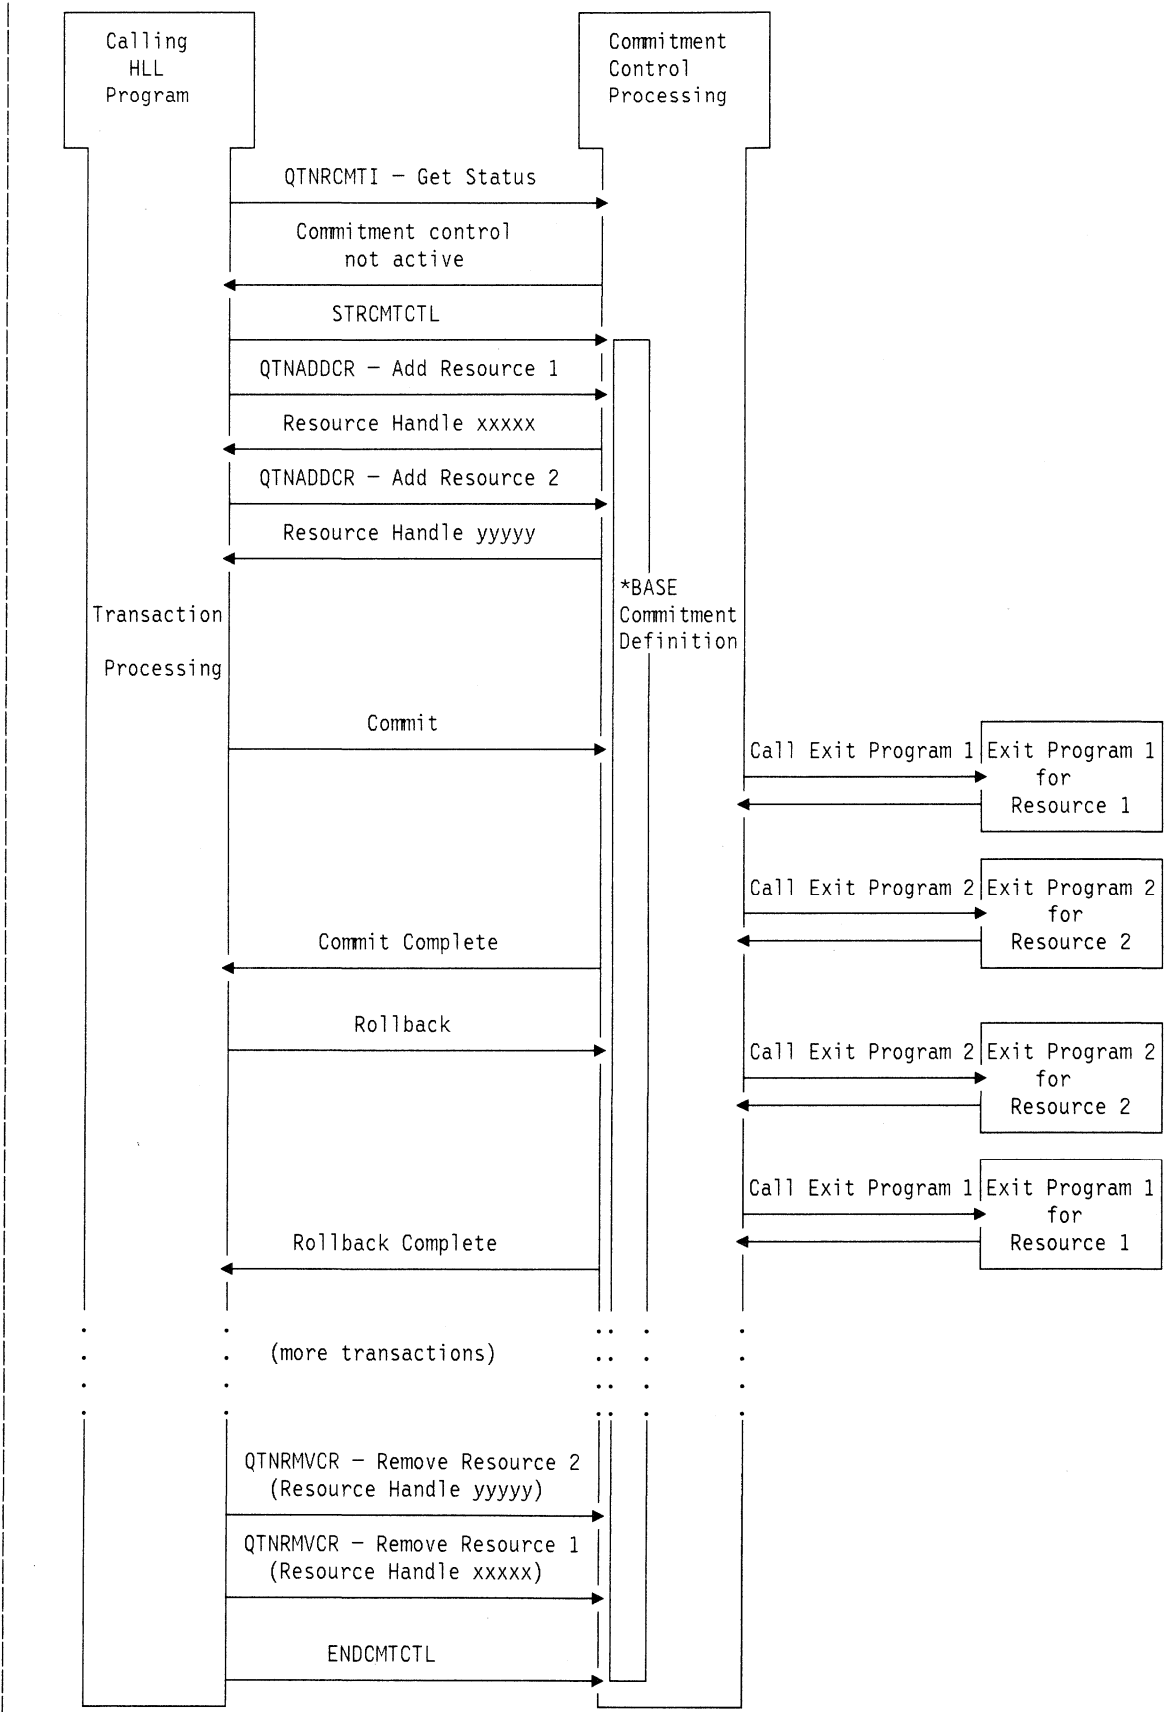 Calling
HLL
Program
Commitment
Control
Processing
QTNRCMTI — Get Status
Commitment control
not active
STRCMTCTL
QTNADDCR — Add Resource 1
Resource Handle xxxxx
QTNADDCR — Add Resource 2
Resource Handle yyyyy
*BASE
Commitment
Definition
Transaction
Processing
Commit
Call Exit Program 1
Exit Program 1
for
Resource 1
Call Exit Program 2
Exit Program 2
for
Resource 2
Commit Complete
Rollback
Call Exit Program 2
Exit Program 2
for
Resource 2
Call Exit Program 1
Exit Program 1
for
Resource 1
Rollback Complete
(more transactions)
QTNRMVCR — Remove Resource 2
(Resource Handle yyyyy)
QTNRMVCR — Remove Resource 1
(Resource Handle xxxxx)
ENDCMTCTL